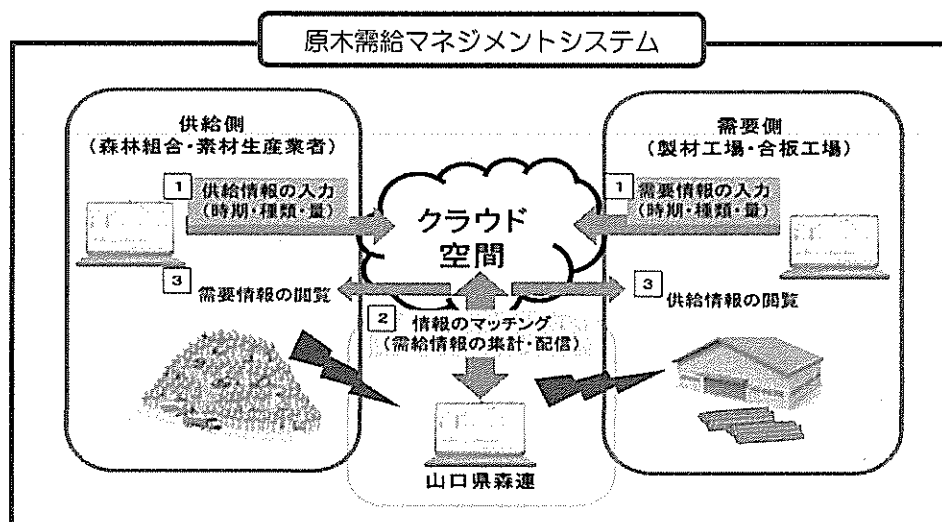 原木需給マネジメントシステム
供給側
(森林組合・素材生産業者)
1 供給情報の入力
(時期・種類・量)
3 需要情報の閲覧
クラウド
空間
2 情報のマッチング
(需給情報の集計・配信)
山口県森連
需要側
(製材工場・合板工場)
1 需要情報の入力
(時期・種類・量)
3 供給情報の閲覧